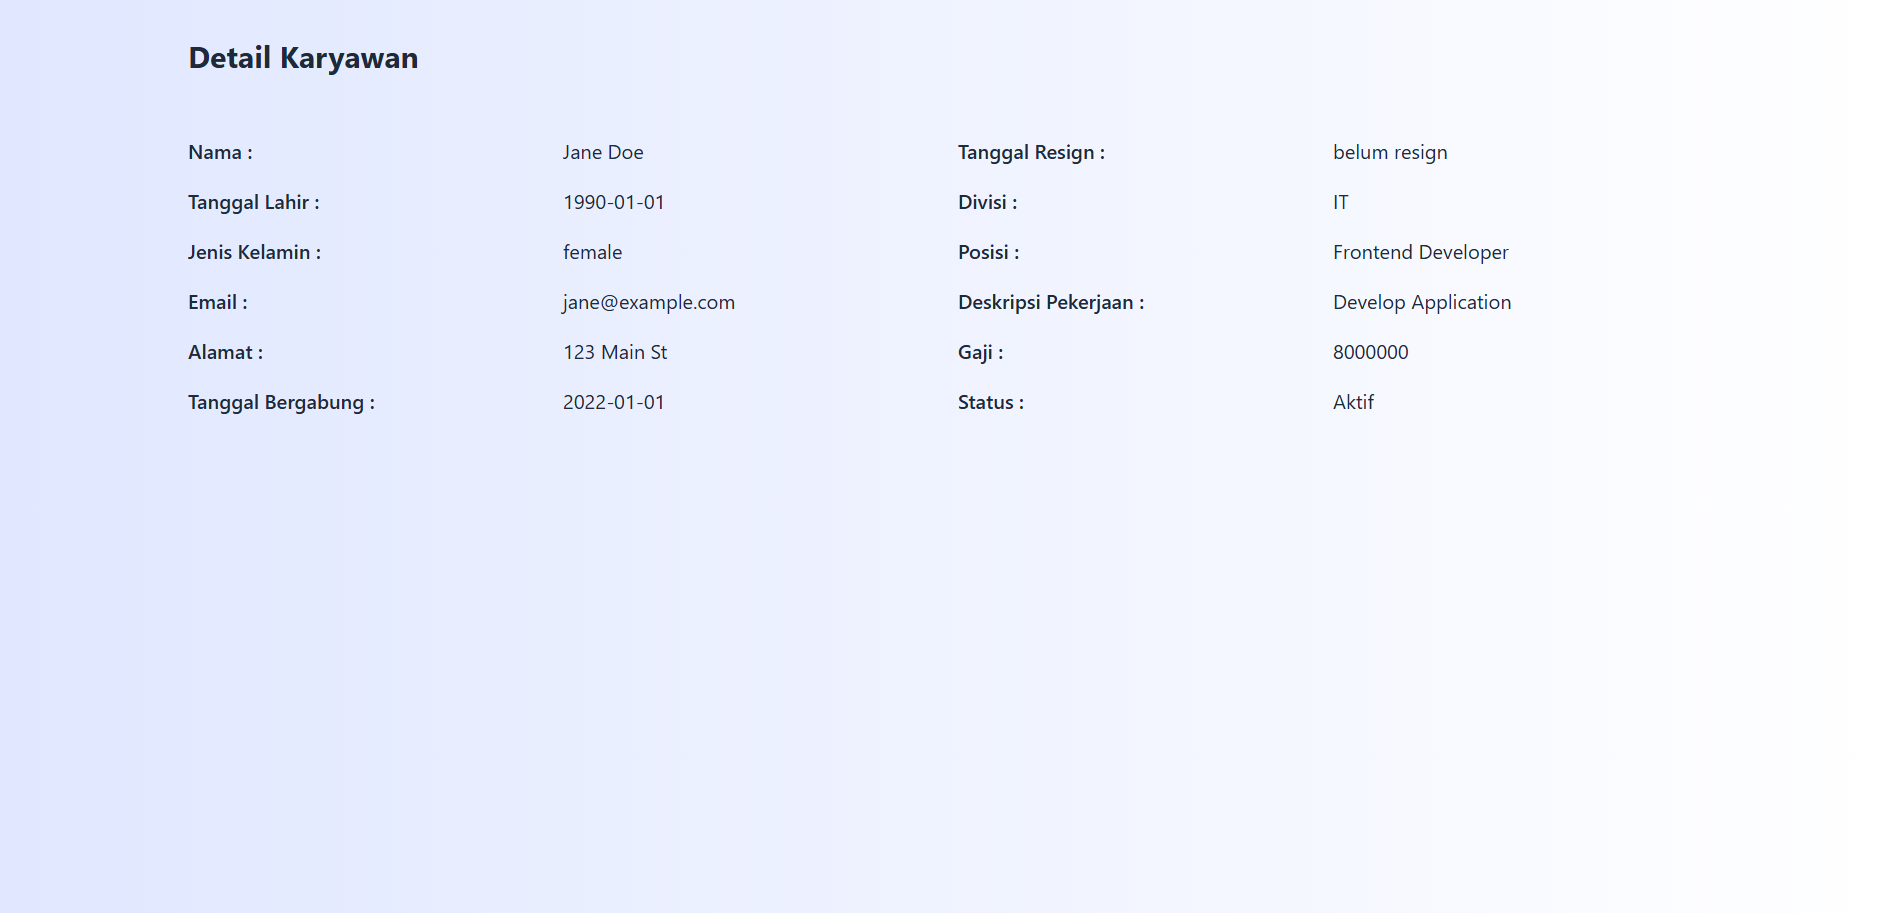 Detail Karyawan
Nama : Jane Doe
Tanggal Lahir : 1990-01-01
Jenis Kelamin : female
Email : jane@example.com
Alamat : 123 Main St
Tanggal Bergabung : 2022-01-01
Tanggal Resign : belum resign
Divisi : IT
Posisi : Frontend Developer
Deskripsi Pekerjaan : Develop Application
Gaji : 8000000
Status : Aktif